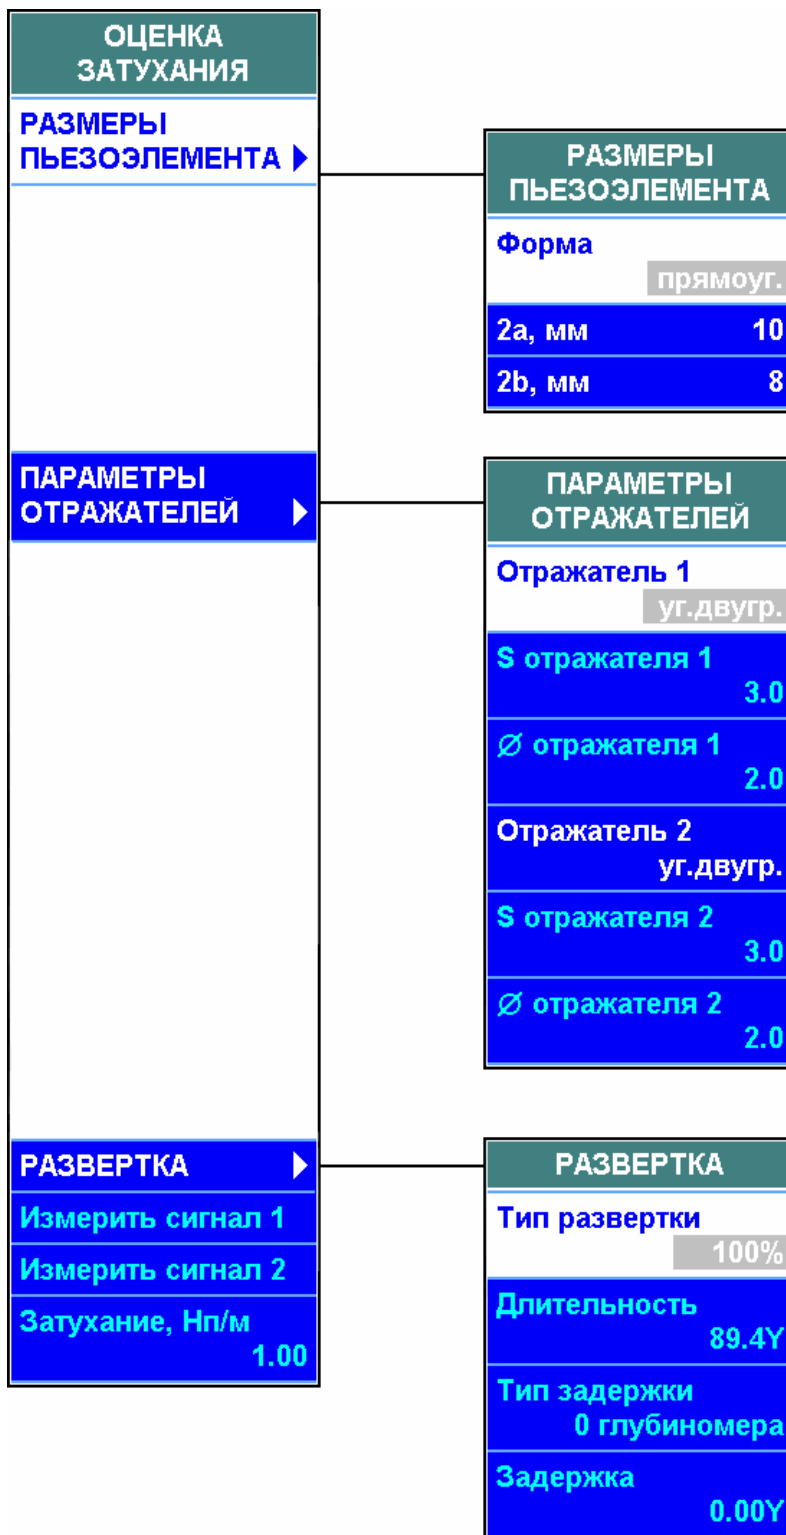 ОЦЕНКА
ЗАТУХАНИЯ
РАЗМЕРЫ
ПЬЕЗОЭЛЕМЕНТА
ПАРАМЕТРЫ
ОТРАЖАТЕЛЕЙ
РАЗВЕРТКА
Измерить сигнал 1
Измерить сигнал 2
Затухание, Нп/м
1.00
РАЗМЕРЫ
ПЬЕЗОЭЛЕМЕНТА
Форма
прямоуг.
2a, мм 10
2b, мм 8
ПАРАМЕТРЫ
ОТРАЖАТЕЛЕЙ
Отражатель 1
уг.двугр.
S отражателя 1
3.0
∅ отражателя 1
2.0
Отражатель 2
уг.двугр.
S отражателя 2
3.0
∅ отражателя 2
2.0
РАЗВЕРТКА
Тип развертки
100%
Длительность
89.4Y
Тип задержки
0 глубиномера
Задержка
0.00Y